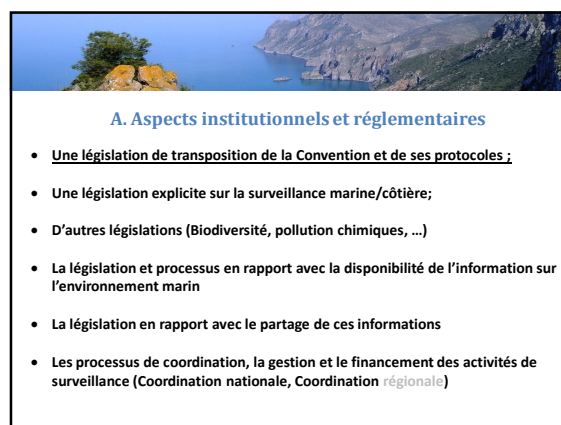 A. Aspects institutionnels et réglementaires
• Une législation de transposition de la Convention et de ses protocoles ;
• Une législation explicite sur la surveillance marine/côtière;
• D'autres législations (Biodiversité, pollution chimiques, …)
• La législation et processus en rapport avec la disponibilité de l'information sur
l'environnement marin
• La législation en rapport avec le partage de ces informations
• Les processus de coordination, la gestion et le financement des activités de
surveillance (Coordination nationale, Coordination régionale)